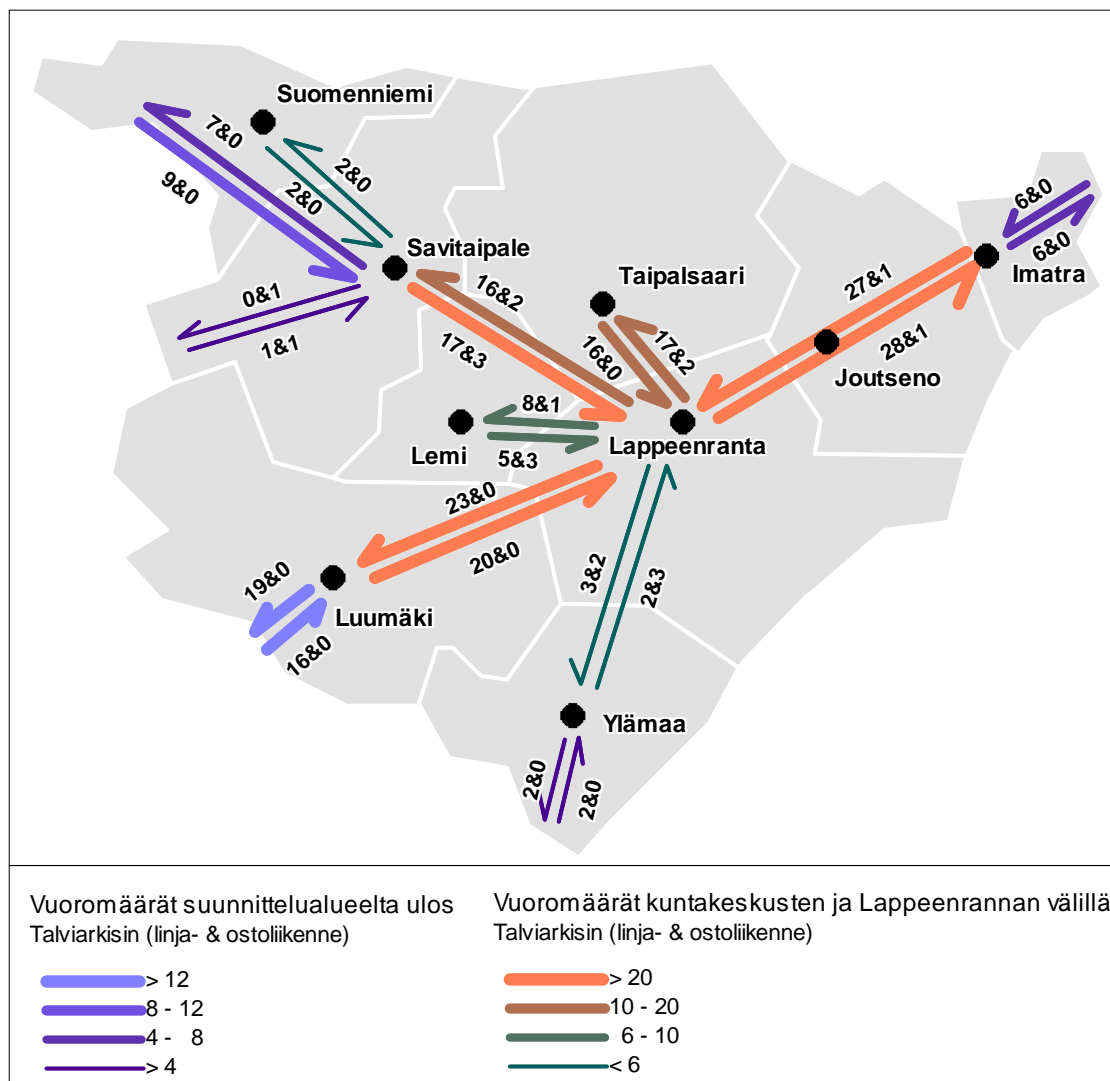 Suomenniemi
7&0
2&0
9&0
2&0
6&0
6&0
Savitaipale
Imatra
Taipalsaari
0&1
16&2
27&1
1&1
17&3
16&0
17&2
28&1
Joutseno
8&1
Lappeenranta
Lemi
5&3
23&0
20&0
3&2
2&3
19&0
Luumäki
16&0
Ylämaa
2&0
2&0
Vuoromäärät suunnittelualueelta ulos
Talviarkisin (linja- & ostoliikenne)
> 12
8 - 12
4 - 8
> 4
Vuoromäärät kuntakeskusten ja Lappeenrannan välillä
Talviarkisin (linja- & ostoliikenne)
> 20
10 - 20
6 - 10
< 6